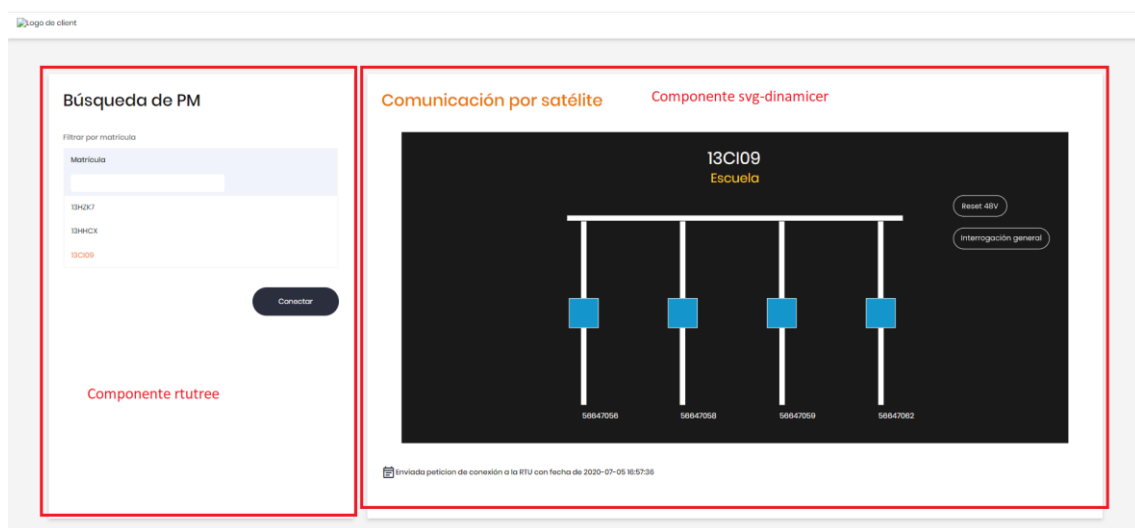 Logo de client
Búsqueda de PM
Filtrar por matrícula
Matrícula
13HZK7
13HHCX
13CI09
Conectar
Componente rtutree
Comunicación por satélite
Componente svg-dinamicer
13CI09
Escuela
Reset 48V
Interrogación general
56647056 56647058 56647059 56647062
Enviada peticion de conexión a la RTU con fecha de 2020-07-05 16:57:36